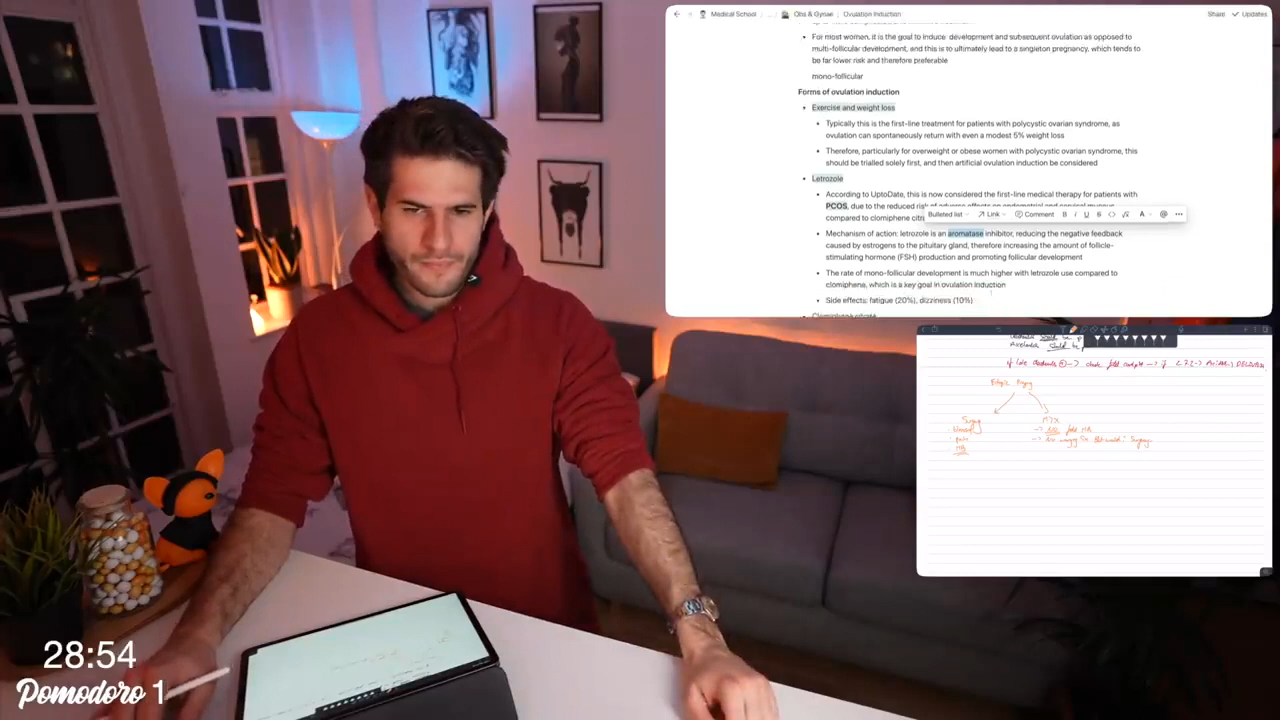 Medical School / ... / Obs & Gynae / Ovulation Induction
Share
Updates
For most women, it is the goal to induce: development and subsequent ovulation as opposed to
multi-follicular development, and this is to ultimately lead to a singleton pregnancy, which tends to
be far lower risk and therefore preferable
mono-follicular
Forms of ovulation induction
Exercise and weight loss
Typically this is the first-line treatment for patients with polycystic ovarian syndrome, as
ovulation can spontaneously return with even a modest 5% weight loss
Therefore, particularly for overweight or obese women with polycystic ovarian syndrome, this
should be trialled solely first, and then artificial ovulation induction be considered
Letrozole
According to UptoDate, this is now considered the first-line medical therapy for patients with
PCOS, due to the reduced risk of adverse effects on endometrial and cervical mucus
compared to clomiphene
Bulleted list
Link
Comment
B i U S A @
Mechanism of action: letrozole is an aromatase inhibitor, reducing the negative feedback
caused by estrogens to the pituitary gland, therefore increasing the amount of follicle-
stimulating hormone (FSH) production and promoting follicular development
The rate of mono-follicular development is much higher with letrozole use compared to
clomiphene, which is a key goal in ovulation induction
Side effects: fatigue (20%), dizziness (10%)
should be
should be
if late
MTX
Surgery
28:54
Pomodoro 1